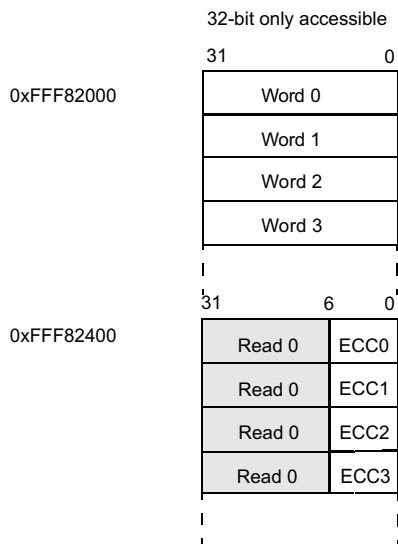 32-bit only accessible
31 0
0xFFF82000
Word 0
Word 1
Word 2
Word 3
31 6 0
0xFFF82400
Read 0 ECC0
Read 0 ECC1
Read 0 ECC2
Read 0 ECC3